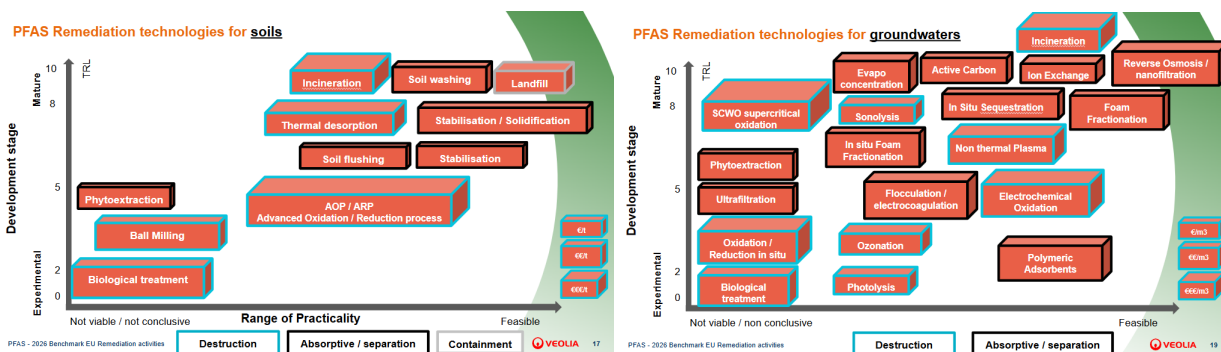 PFAS Remediation technologies for soils
Mature
Development stage
Experimental
TRL
10
8
5
2
0
Incineration
Soil washing
Landfill
Thermal desorption
Stabilisation / Solidification
Soil flushing
Stabilisation
Phytoextraction
AOP / ARP
Advanced Oxidation / Reduction process
Ball Milling
Biological treatment
€/t
€€/t
€€€/t
Not viable / not conclusive
Range of Practicality
Feasible
Destruction
Absorptive / separation
Containment
PFAS - 2026 Benchmark EU Remediation activities
VEOLIA
17
PFAS Remediation technologies for groundwaters
Mature
Development stage
Experimental
TRL
10
8
5
2
0
Incineration
Evapo
concentration
Active Carbon
Ion Exchange
Reverse Osmosis /
nanofiltration
SCWO supercritical
oxidation
Sonolysis
In Situ Sequestration
Foam
Fractionation
In situ Foam
Fractionation
Non thermal Plasma
Phytoextraction
Ultrafiltration
Flocculation /
electrocoagulation
Electrochemical
Oxidation
Oxidation /
Reduction in situ
Ozonation
Polymeric
Adsorbents
Biological
treatment
Photolysis
€/m3
€€/m3
€€€/m3
Not viable / non conclusive
Range of Practicality
Feasible
Destruction
Absorptive / separation
PFAS - 2026 Benchmark EU Remediation activities
VEOLIA
19